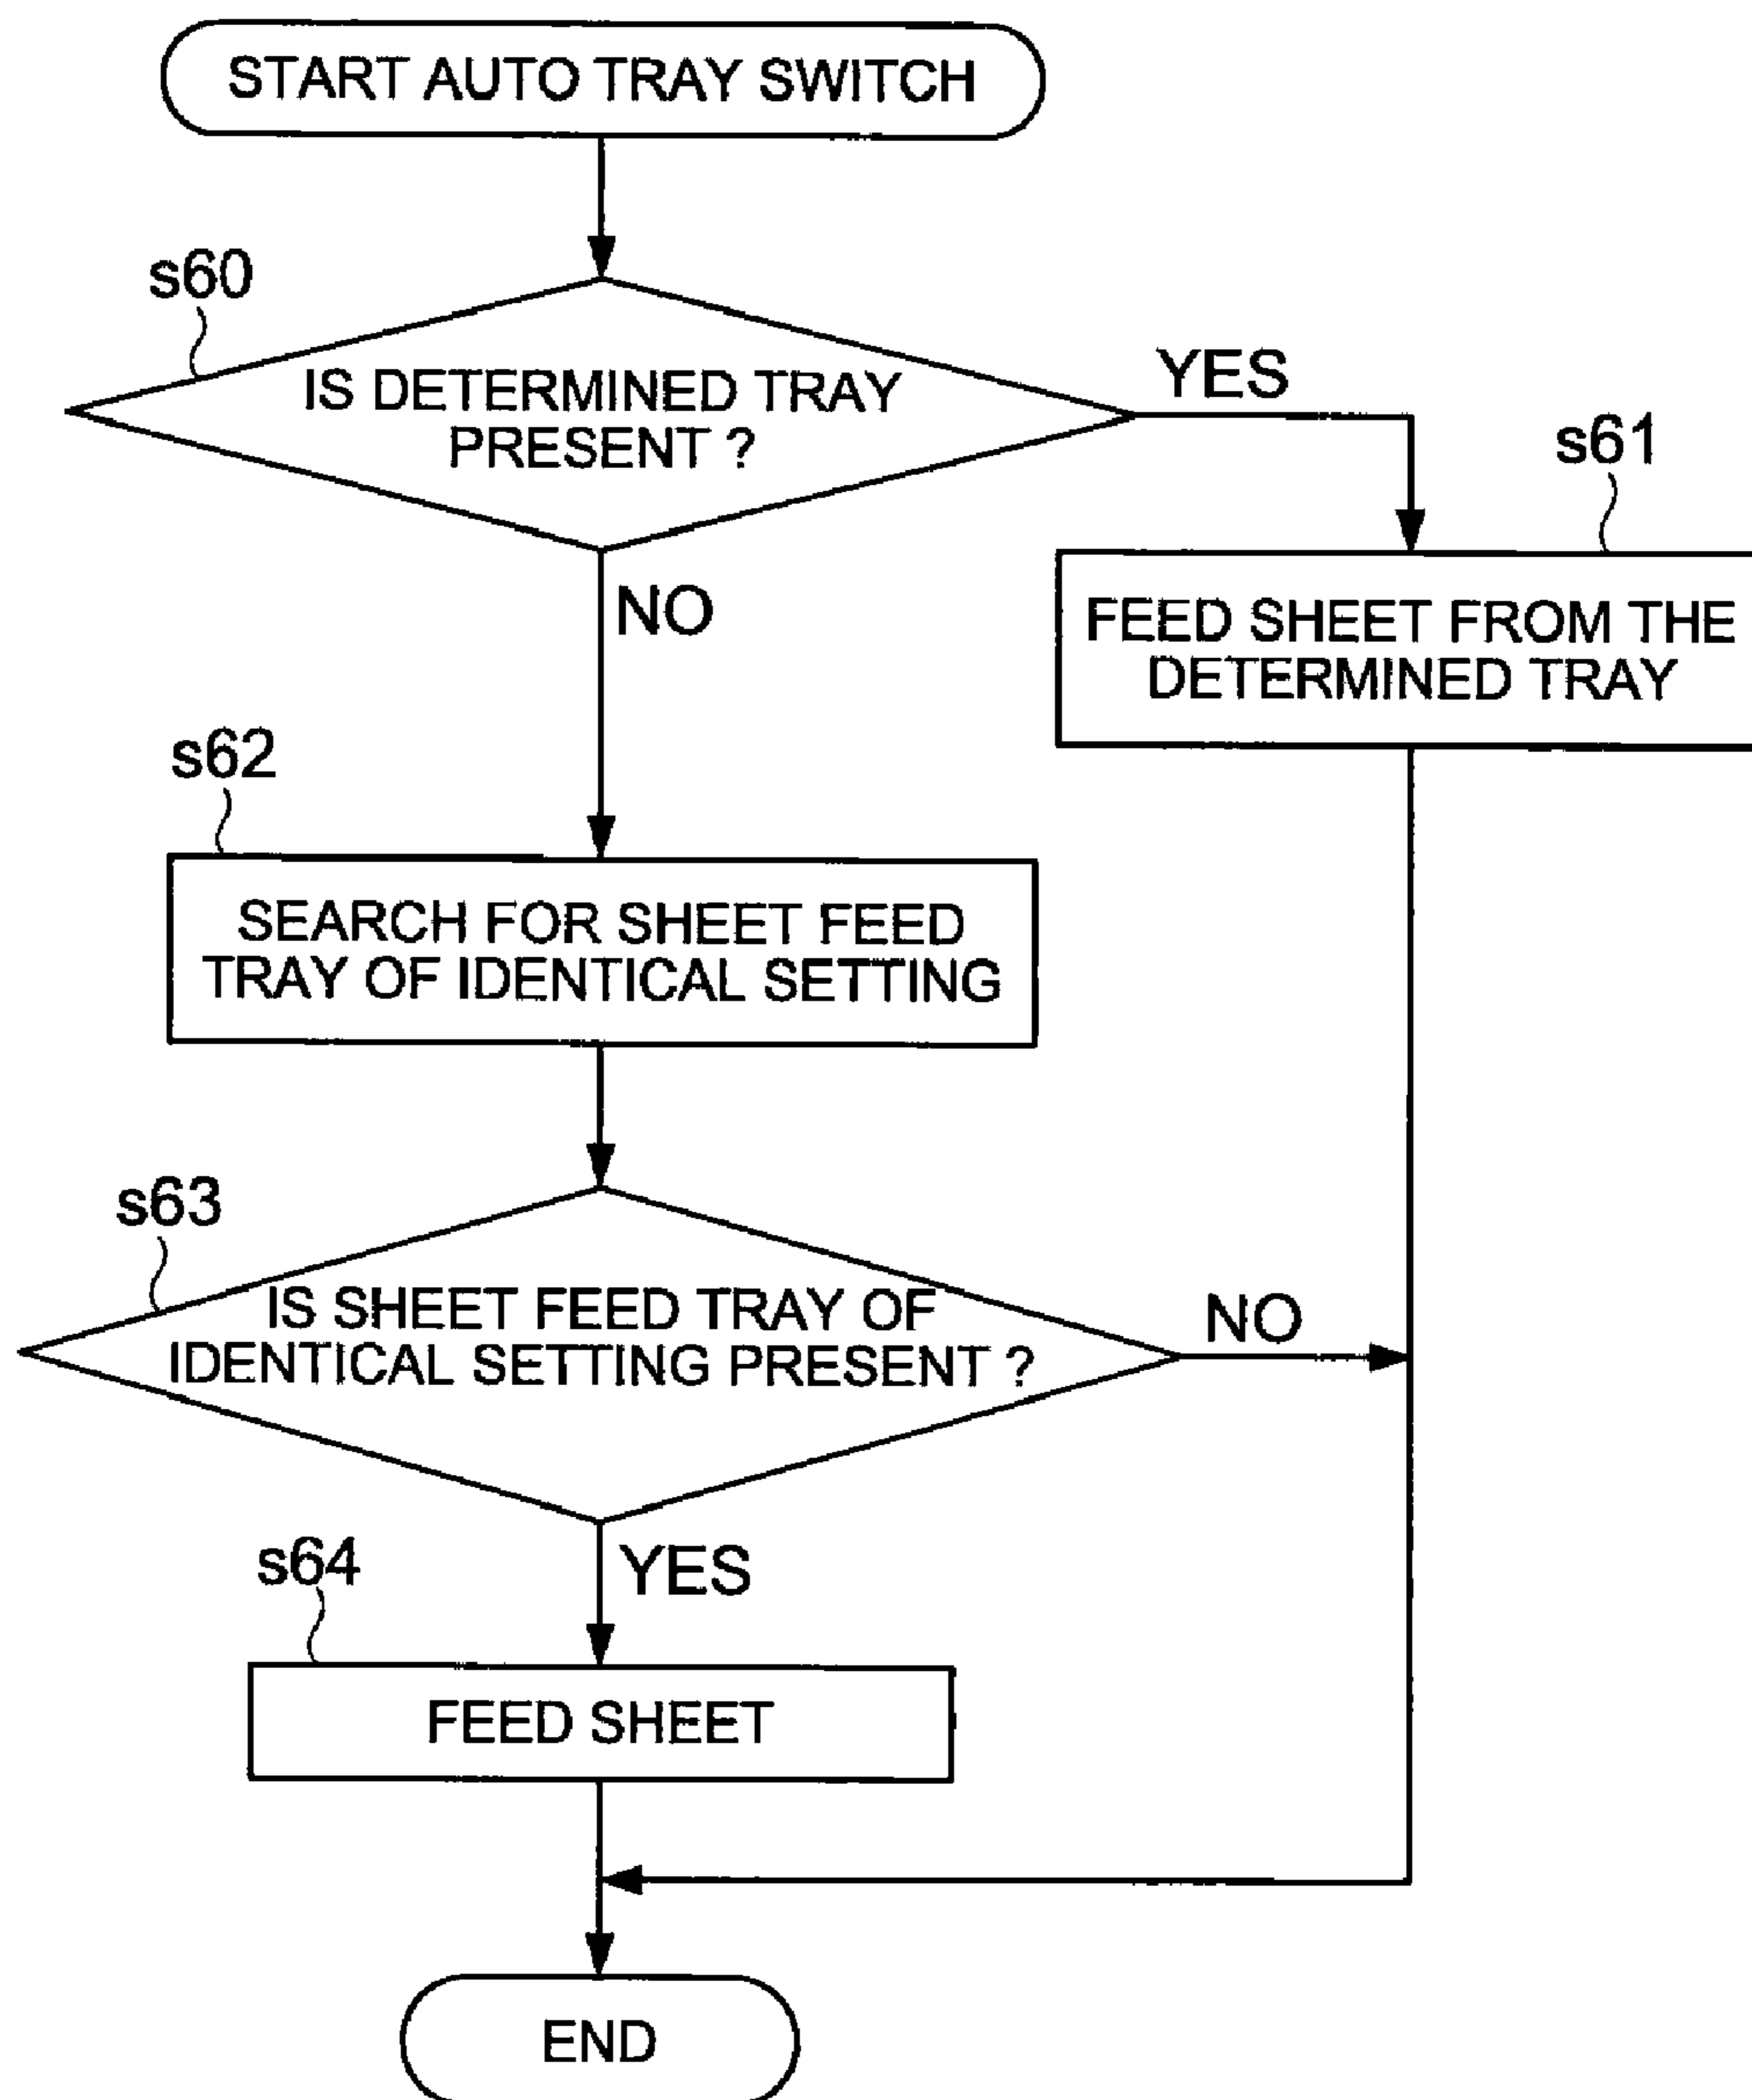 START AUTO TRAY SWITCH
s60
IS DETERMINED TRAY
PRESENT ?
YES
s61
FEED SHEET FROM THE
DETERMINED TRAY
NO
s62
SEARCH FOR SHEET FEED
TRAY OF IDENTICAL SETTING
s63
IS SHEET FEED TRAY OF
IDENTICAL SETTING PRESENT ?
NO
s64
YES
FEED SHEET
END